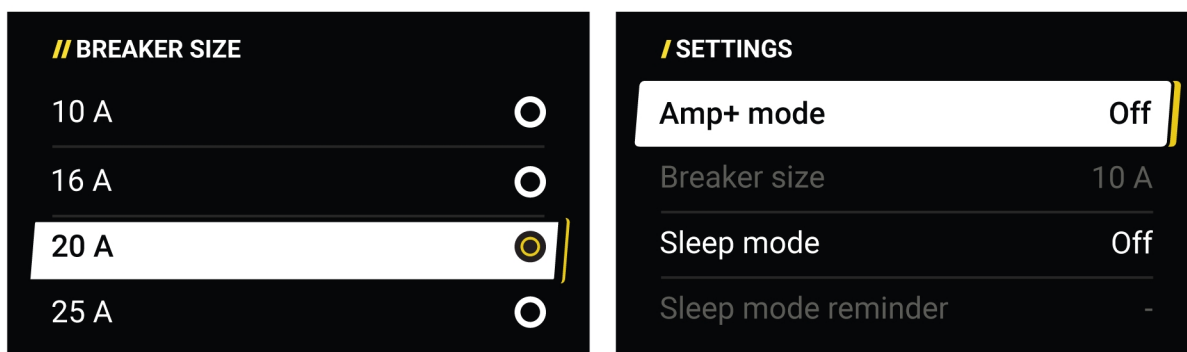 // BREAKER SIZE
10 A
16 A
20 A
25 A
/ SETTINGS
Amp+ mode Off
Breaker size 10 A
Sleep mode Off
Sleep mode reminder -